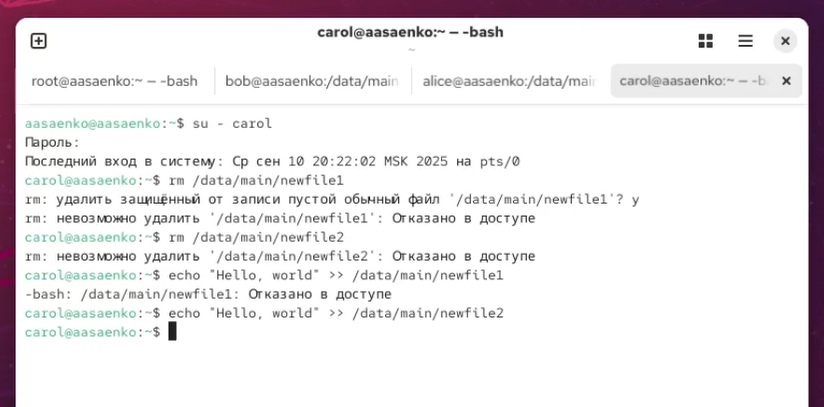 carol@aasaenko:~ — -bash
~
root@aasaenko:~ — -bash
bob@aasaenko:/data/main
alice@aasaenko:/data/mai
carol@aasaenko:~ — -b
aasaenko@aasaenko:~$ su - carol
Пароль:
Последний вход в систему: Ср сен 10 20:22:02 MSK 2025 на pts/0
carol@aasaenko:~$ rm /data/main/newfile1
rm: удалить защищённый от записи пустой обычный файл '/data/main/newfile1'? y
rm: невозможно удалить '/data/main/newfile1': Отказано в доступе
carol@aasaenko:~$ rm /data/main/newfile2
rm: невозможно удалить '/data/main/newfile2': Отказано в доступе
carol@aasaenko:~$ echo "Hello, world" >> /data/main/newfile1
-bash: /data/main/newfile1: Отказано в доступе
carol@aasaenko:~$ echo "Hello, world" >> /data/main/newfile2
carol@aasaenko:~$